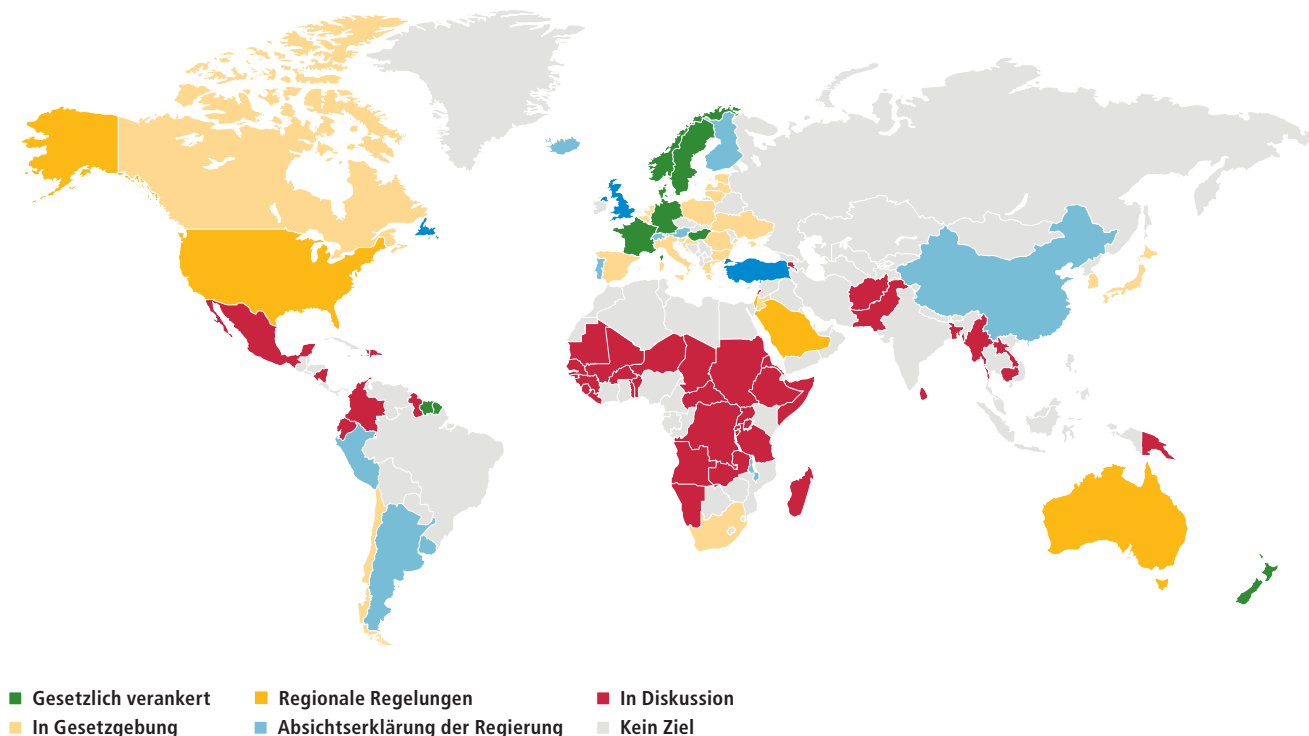 Gesetzlich verankert
Regionale Regelungen
In Diskussion
In Gesetzgebung
Absichtserklärung der Regierung
Kein Ziel